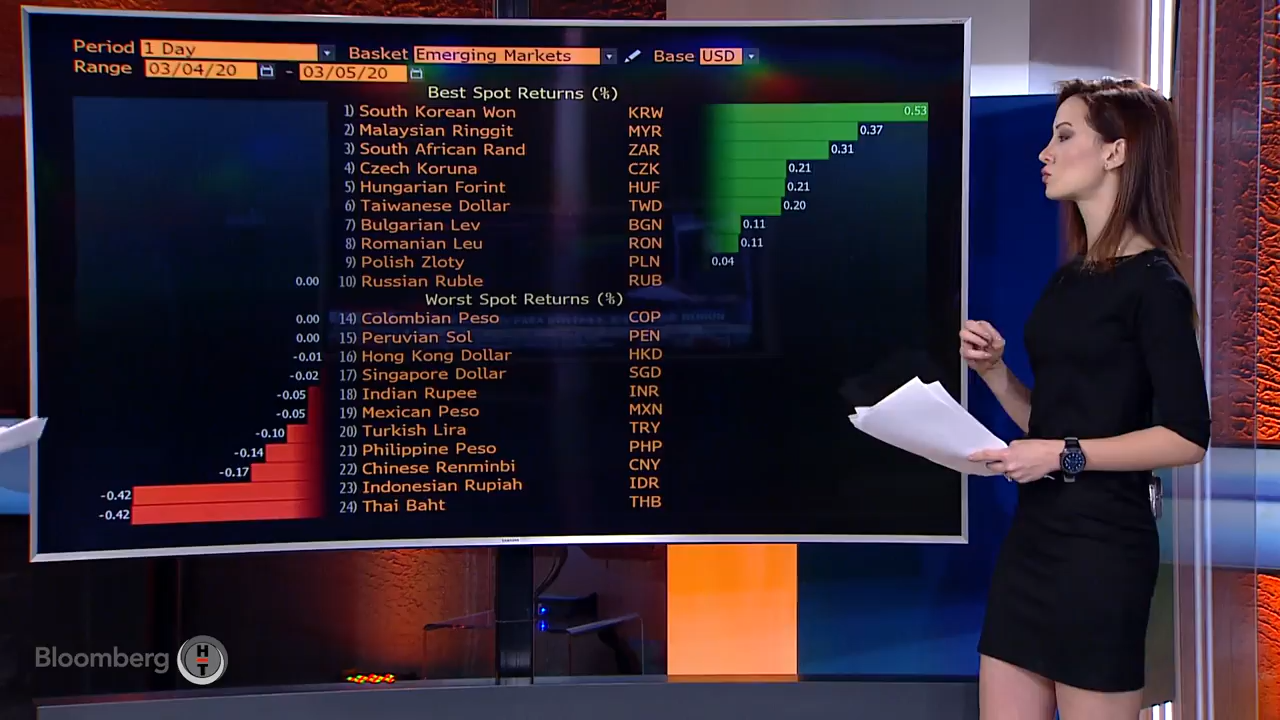 Period 1 Day Basket Emerging Markets Base USD
Range 03/04/20 - 03/05/20
Best Spot Returns (%)
1) South Korean Won KRW 0.53
2) Malaysian Ringgit MYR 0.37
3) South African Rand ZAR 0.31
4) Czech Koruna CZK 0.21
5) Hungarian Forint HUF 0.21
6) Taiwanese Dollar TWD 0.20
7) Bulgarian Lev BGN 0.11
8) Romanian Leu RON 0.11
9) Polish Zloty PLN 0.04
0.00 10) Russian Ruble RUB
Worst Spot Returns (%)
0.00 14) Colombian Peso COP
0.00 15) Peruvian Sol PEN
-0.01 16) Hong Kong Dollar HKD
-0.02 17) Singapore Dollar SGD
-0.05 18) Indian Rupee INR
-0.05 19) Mexican Peso MXN
-0.10 20) Turkish Lira TRY
-0.14 21) Philippine Peso PHP
-0.17 22) Chinese Renminbi CNY
-0.42 23) Indonesian Rupiah IDR
-0.42 24) Thai Baht THB
Bloomberg HT